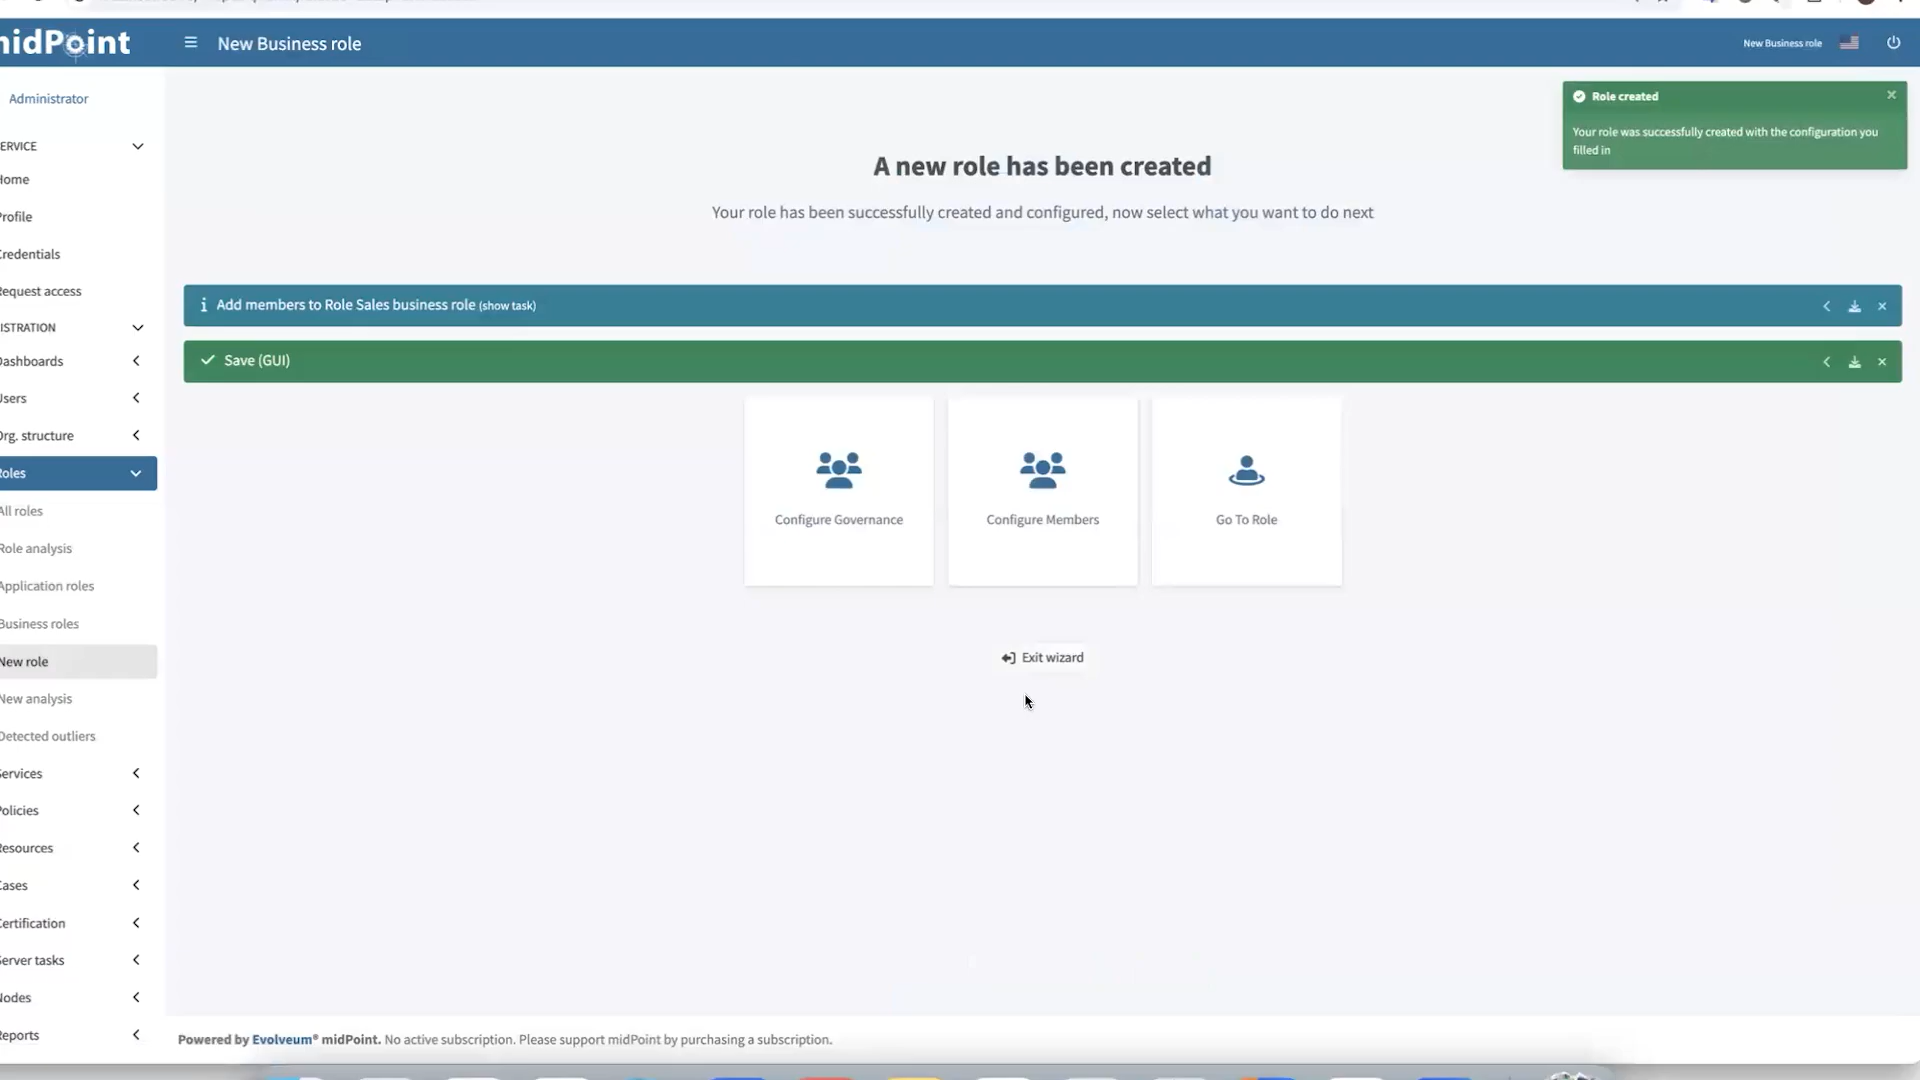 midPoint
New Business role
New Business role
Administrator
Role created
Your role was successfully created with the configuration you
filled in
ERVICE
Home
Profile
Credentials
Request access
ISTRATION
Dashboards
Users
Org. structure
Roles
All roles
Role analysis
Application roles
Business roles
New role
New analysis
Detected outliers
Services
Policies
Resources
Cases
Certification
Server tasks
Nodes
Reports
A new role has been created
Your role has been successfully created and configured, now select what you want to do next
Add members to Role Sales business role (show task)
Save (GUI)
Configure Governance
Configure Members
Go To Role
Exit wizard
Powered by Evolveum® midPoint. No active subscription. Please support midPoint by purchasing a subscription.